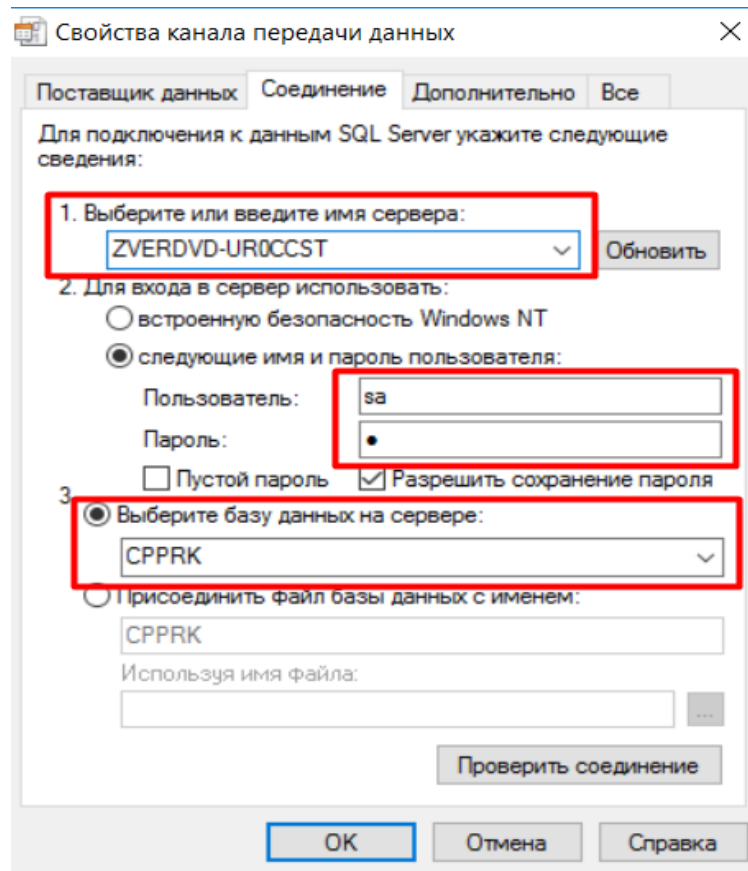 Свойства канала передачи данных
Поставщик данных Соединение Дополнительно Все
Для подключения к данным SQL Server укажите следующие
сведения:
1. Выберите или введите имя сервера:
ZVERDVD-UR0CCST Обновить
2. Для входа в сервер использовать:
встроенную безопасность Windows NT
следующие имя и пароль пользователя:
Пользователь: sa
Пароль: ●
Пустой пароль Разрешить сохранение пароля
3
Выберите базу данных на сервере:
CPPRK
Присоединить файл базы данных с именем:
CPPRK
Используя имя файла:
...
Проверить соединение
OK Отмена Справка